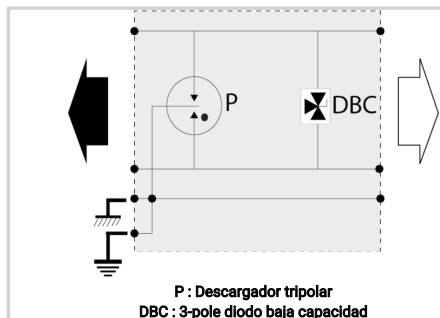 P
DBC
P : Descargador tripolar
DBC : 3-pole diodo baja capacidad